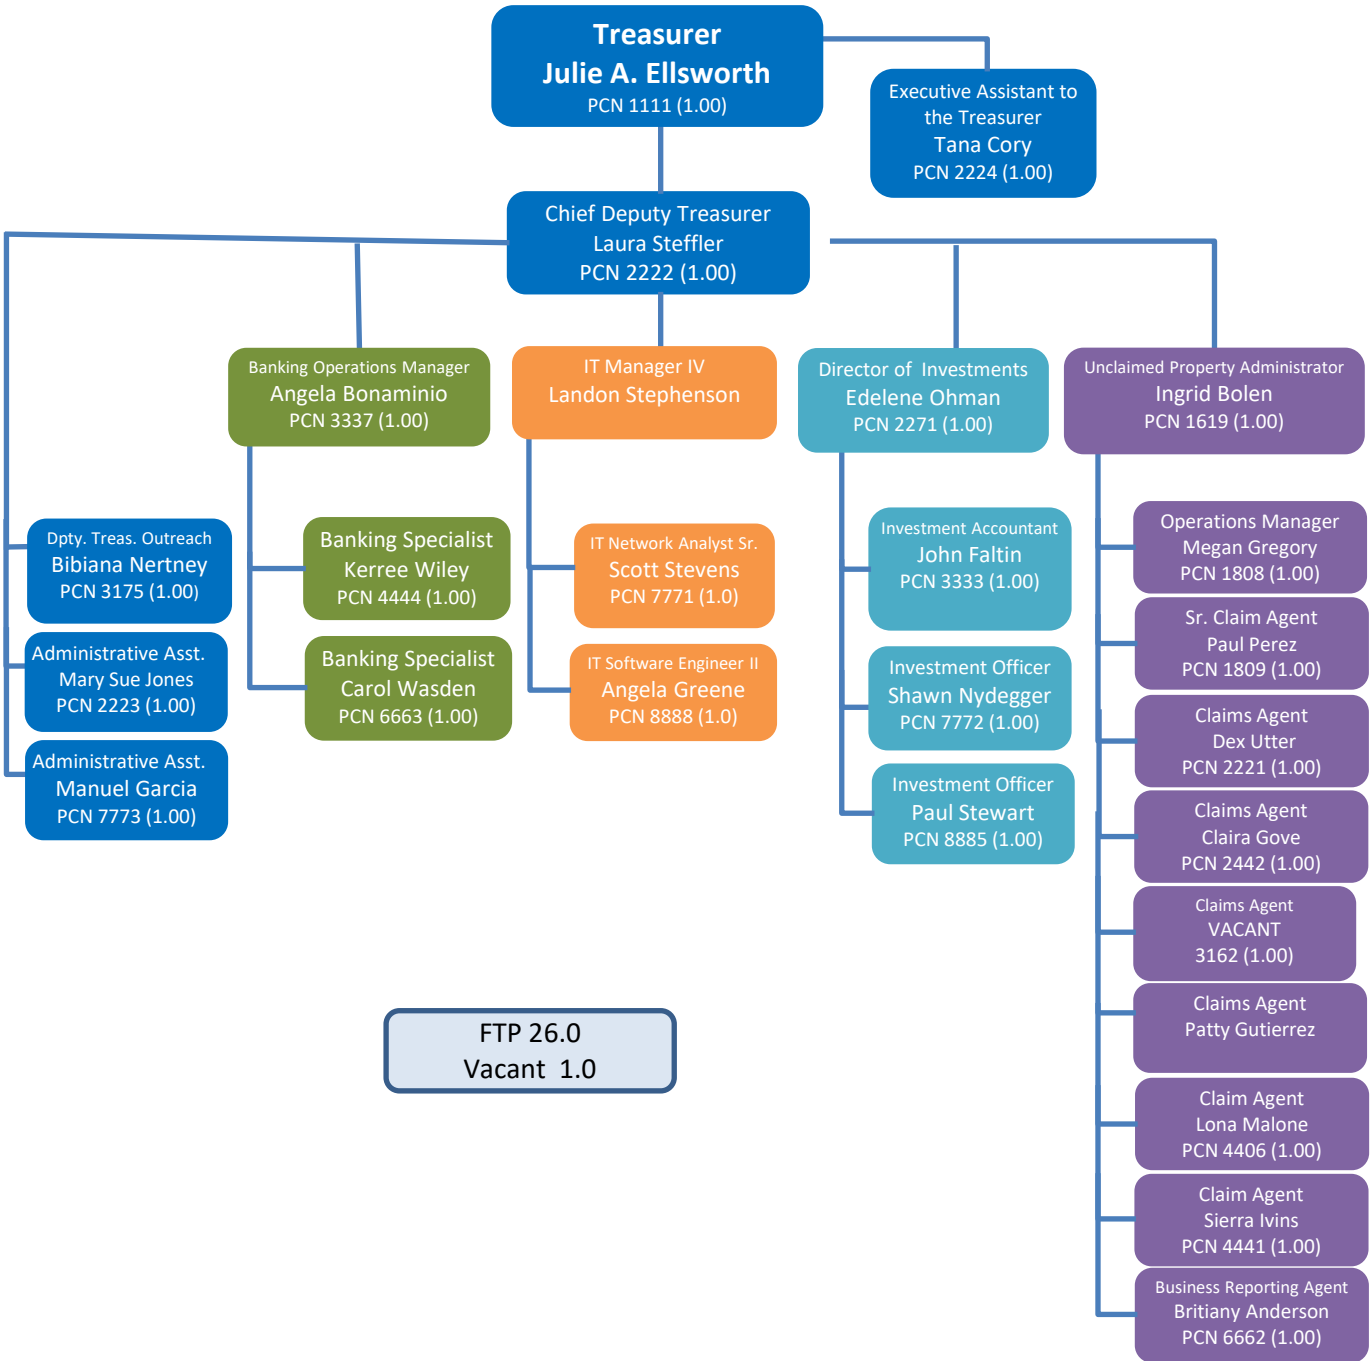 Treasurer
Julie A. Ellsworth
PCN 1111 (1.00)
Executive Assistant to
the Treasurer
Tana Cory
PCN 2224 (1.00)
Chief Deputy Treasurer
Laura Steffler
PCN 2222 (1.00)
Banking Operations Manager
Angela Bonaminio
PCN 3337 (1.00)
IT Manager IV
Landon Stephenson
Director of Investments
Edelene Ohman
PCN 2271 (1.00)
Unclaimed Property Administrator
Ingrid Bolen
PCN 1619 (1.00)
Dpty. Treas. Outreach
Bibiana Nertney
PCN 3175 (1.00)
Administrative Asst.
Mary Sue Jones
PCN 2223 (1.00)
Administrative Asst.
Manuel Garcia
PCN 7773 (1.00)
Banking Specialist
Kerree Wiley
PCN 4444 (1.00)
Banking Specialist
Carol Wasden
PCN 6663 (1.00)
IT Network Analyst Sr.
Scott Stevens
PCN 7771 (1.0)
IT Software Engineer II
Angela Greene
PCN 8888 (1.0)
Investment Accountant
John Faltin
PCN 3333 (1.00)
Investment Officer
Shawn Nydegger
PCN 7772 (1.00)
Investment Officer
Paul Stewart
PCN 8885 (1.00)
Operations Manager
Megan Gregory
PCN 1808 (1.00)
Sr. Claim Agent
Paul Perez
PCN 1809 (1.00)
Claims Agent
Dex Utter
PCN 2221 (1.00)
Claims Agent
Claira Gove
PCN 2442 (1.00)
Claims Agent
VACANT
3162 (1.00)
Claims Agent
Patty Gutierrez
Claim Agent
Lona Malone
PCN 4406 (1.00)
Claim Agent
Sierra Ivins
PCN 4441 (1.00)
Business Reporting Agent
Britiany Anderson
PCN 6662 (1.00)
FTP 26.0
Vacant 1.0